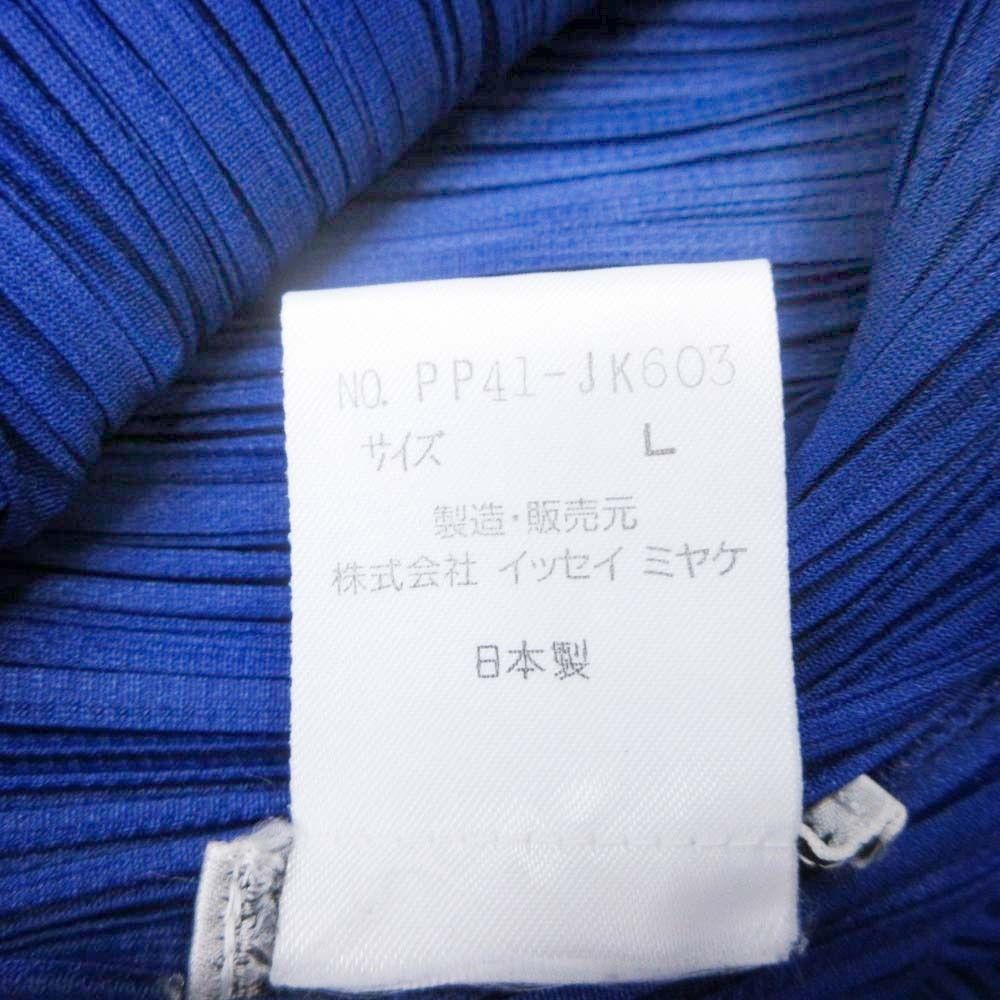 NO. PP41-JK603
サイズ L
製造・販売元
株式会社 イッセイ ミヤケ
日本製